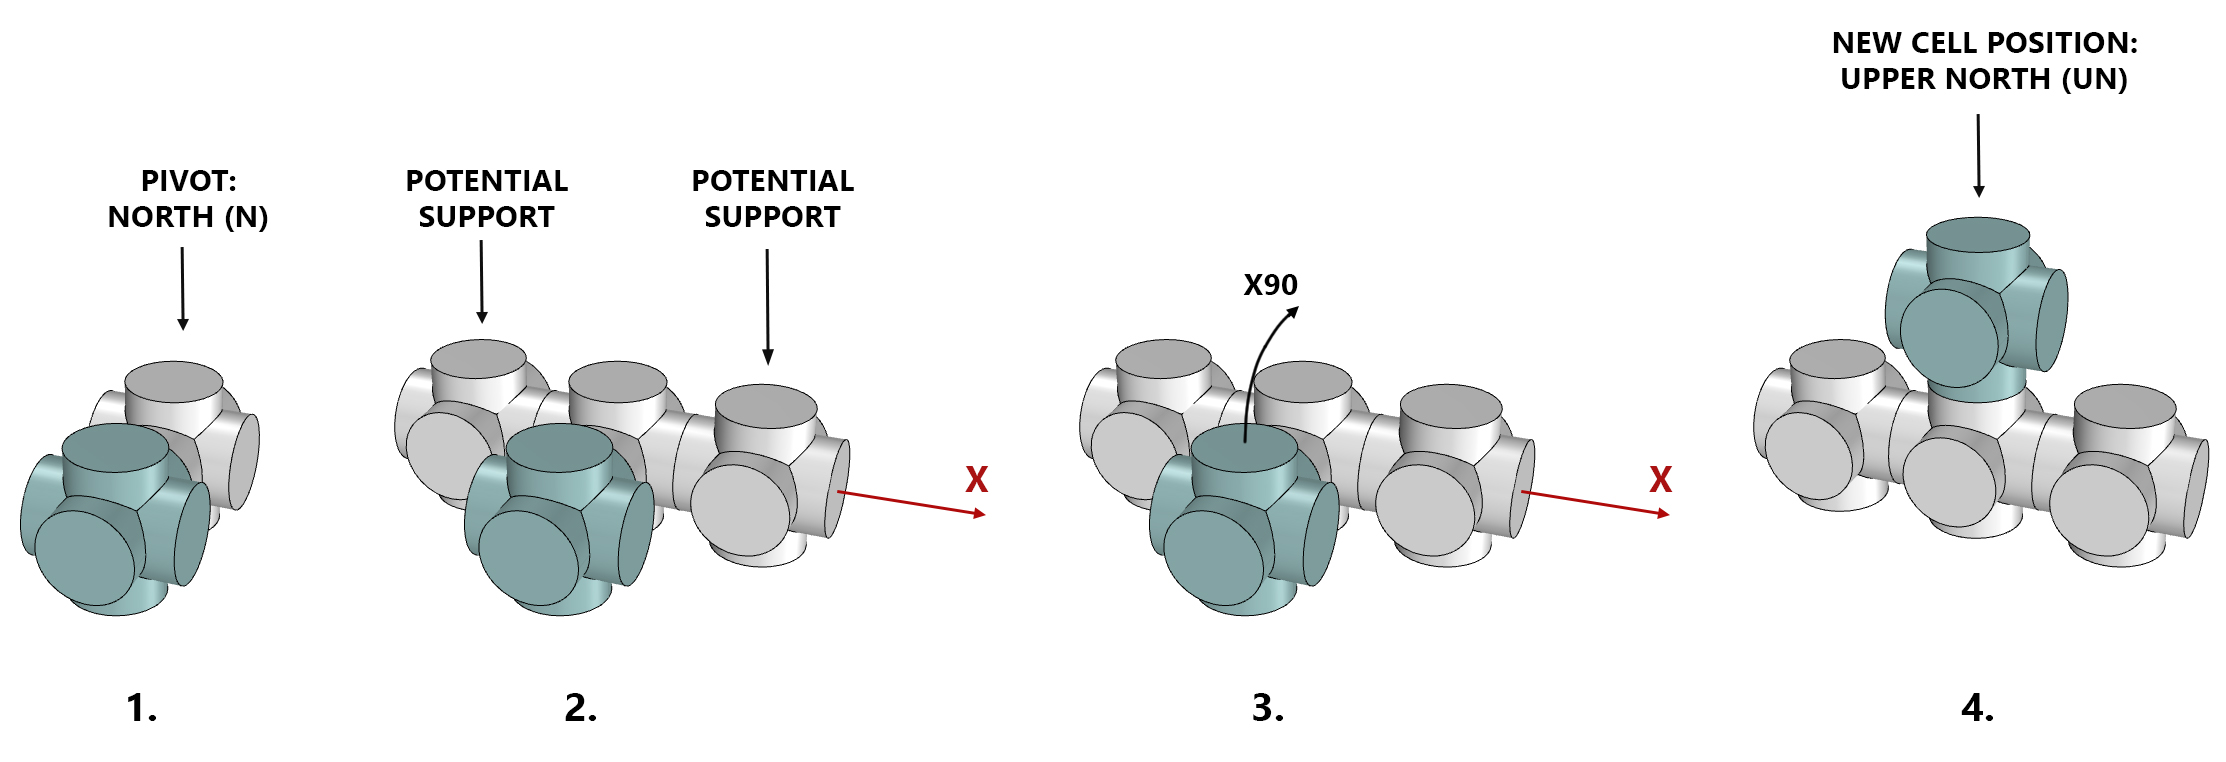 PIVOT:
NORTH (N)
POTENTIAL
SUPPORT
POTENTIAL
SUPPORT
X
X90
X
NEW CELL POSITION:
UPPER NORTH (UN)
1.
2.
3.
4.